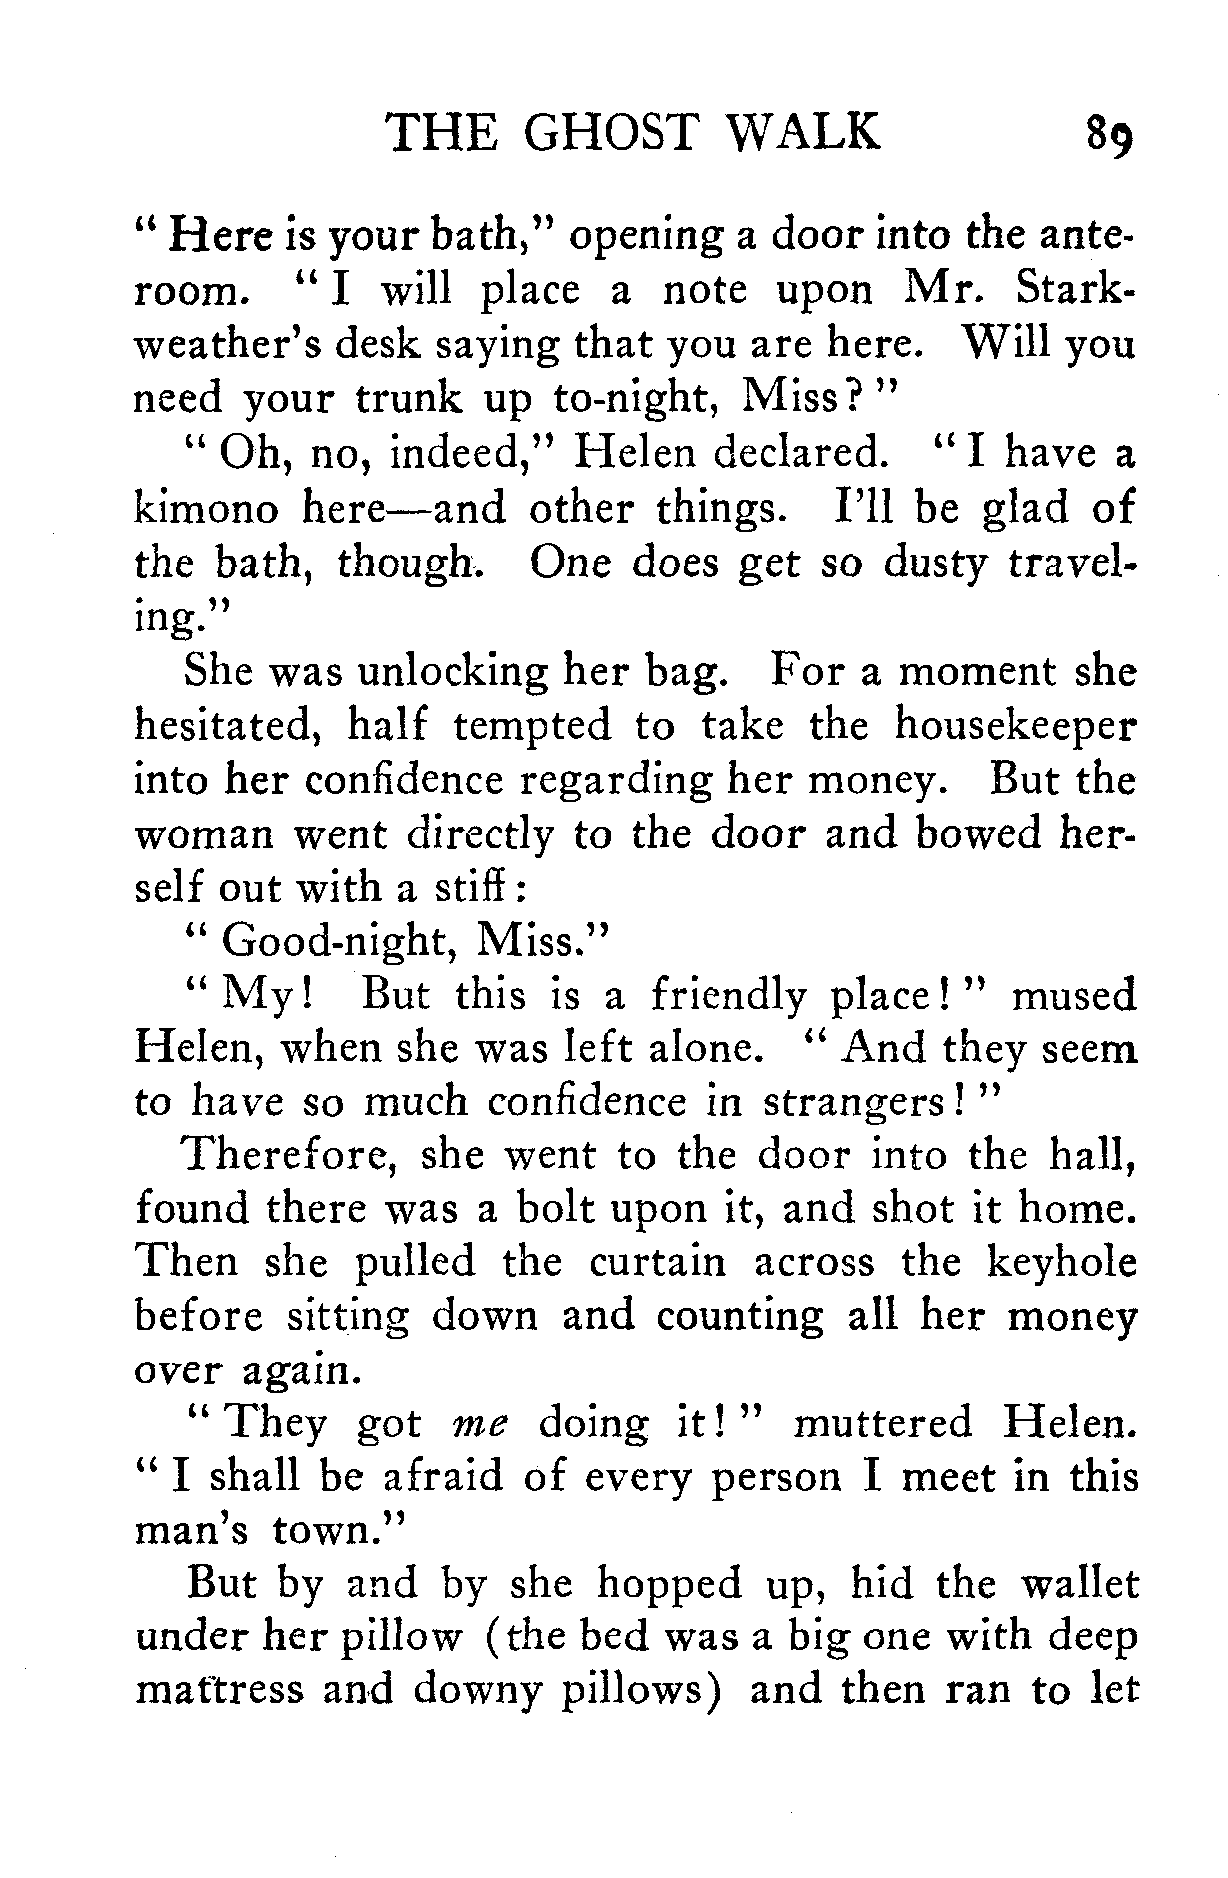 THE GHOST WALK 89
“ Here is your bath,” opening a door into the ante-
room. “ I will place a note upon Mr. Stark-
weather’s desk saying that you are here. Will you
need your trunk up to-night, Miss? ”
“ Oh, no, indeed,” Helen declared. “ I have a
kimono here—and other things. I’ll be glad of
the bath, though. One does get so dusty travel-
ing.”
She was unlocking her bag. For a moment she
hesitated, half tempted to take the housekeeper
into her confidence regarding her money. But the
woman went directly to the door and bowed her-
self out with a stiff :
“ Good-night, Miss.”
“ My! But this is a friendly place! ” mused
Helen, when she was left alone. “ And they seem
to have so much confidence in strangers! ”
Therefore, she went to the door into the hall,
found there was a bolt upon it, and shot it home.
Then she pulled the curtain across the keyhole
before sitting down and counting all her money
over again.
“ They got me doing it! ” muttered Helen.
“ I shall be afraid of every person I meet in this
man’s town.”
But by and by she hopped up, hid the wallet
under her pillow (the bed was a big one with deep
mattress and downy pillows) and then ran to let